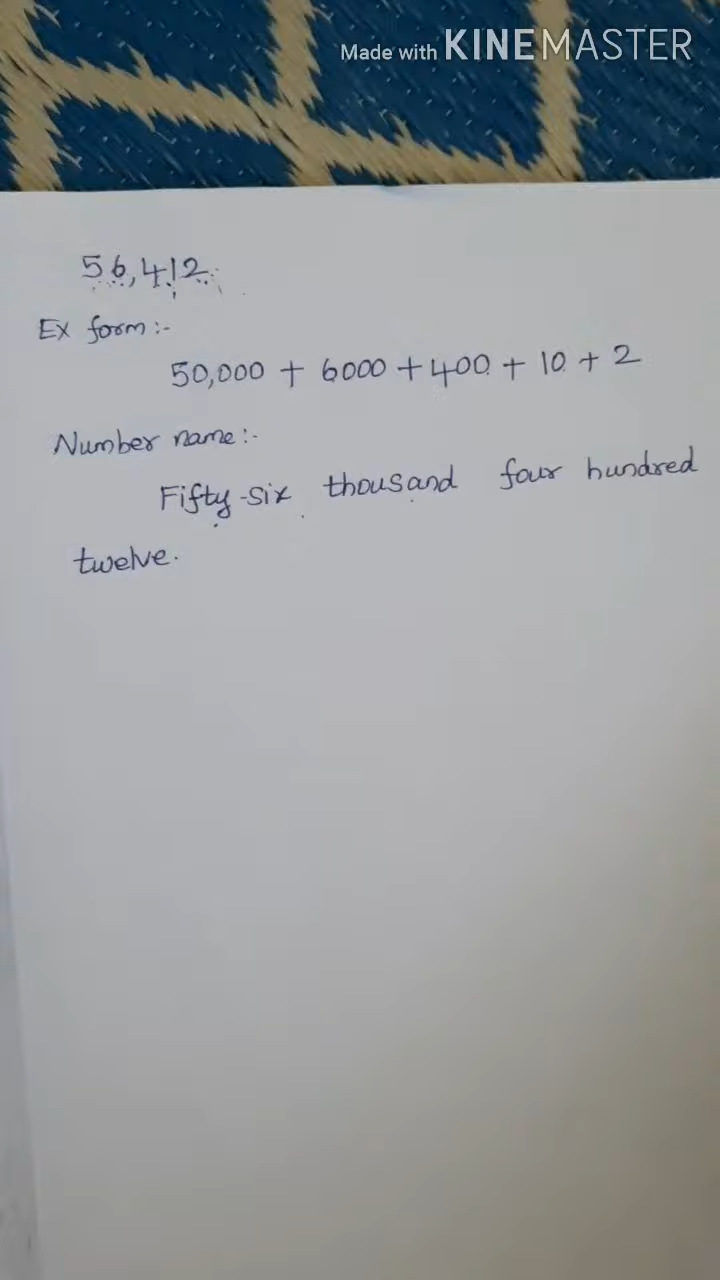 Made with KINEMASTER
56,412
Ex form:-
50,000 + 6000 + 400 + 10 + 2
Number name:-
Fifty-six thousand four hundred
twelve.